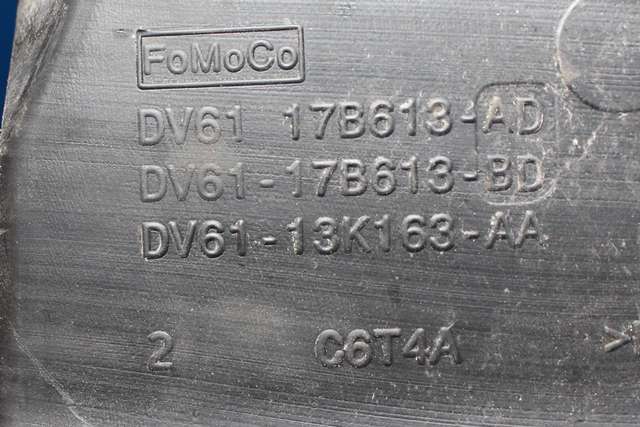 FoMoCo
DV61 17B613-AD
DV61-17B613-BD
DV61-13K163-AA
2 C6T4A
>